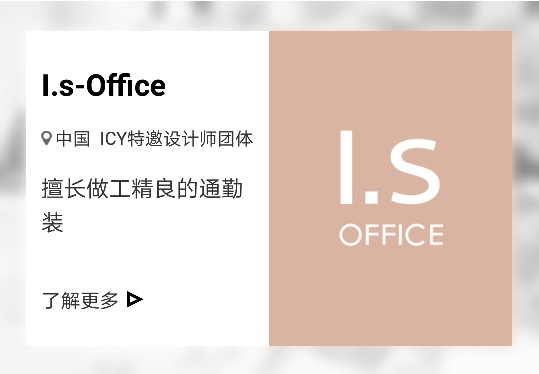 I.s-Office
中国 ICY特邀设计师团体
擅长做工精良的通勤
装
了解更多
I.s
OFFICE